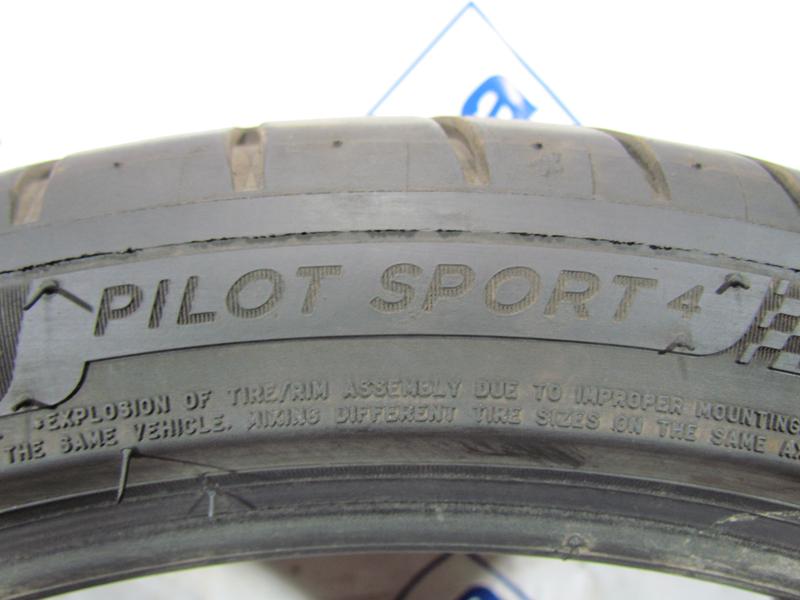 PILOT SPORT 4
•EXPLOSION OF TIRE/RIM ASSEMBLY DUE TO IMPROPER MOUNTING
THE SAME VEHICLE. MIXING DIFFERENT TIRE SIZES ON THE SAME